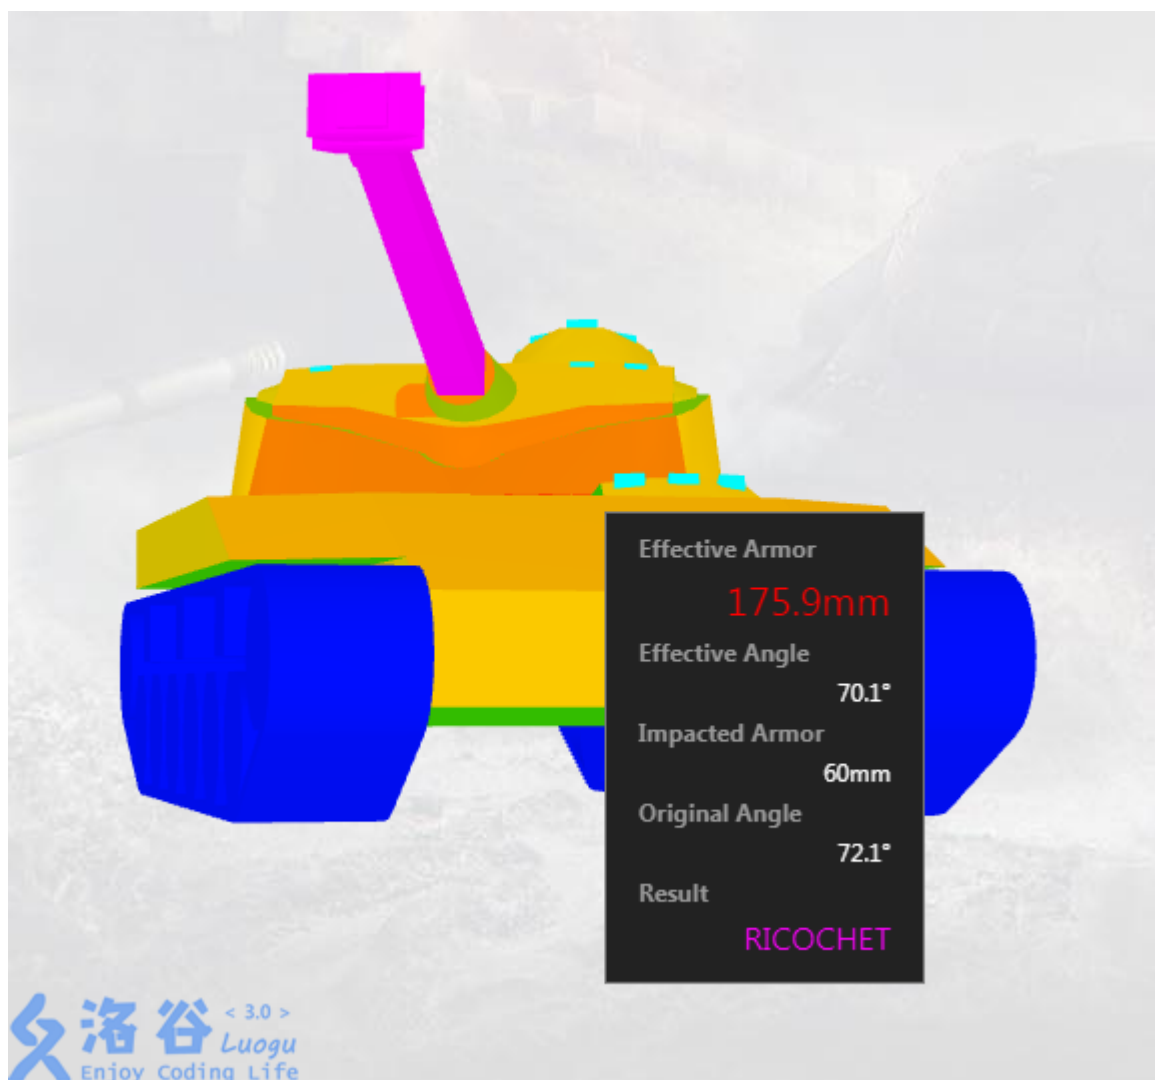 Effective Armor
175.9mm
Effective Angle
70.1°
Impacted Armor
60mm
Original Angle
72.1°
Result
RICOCHET
洛谷 < 3.0 >
Luogu
Enjoy Coding Life